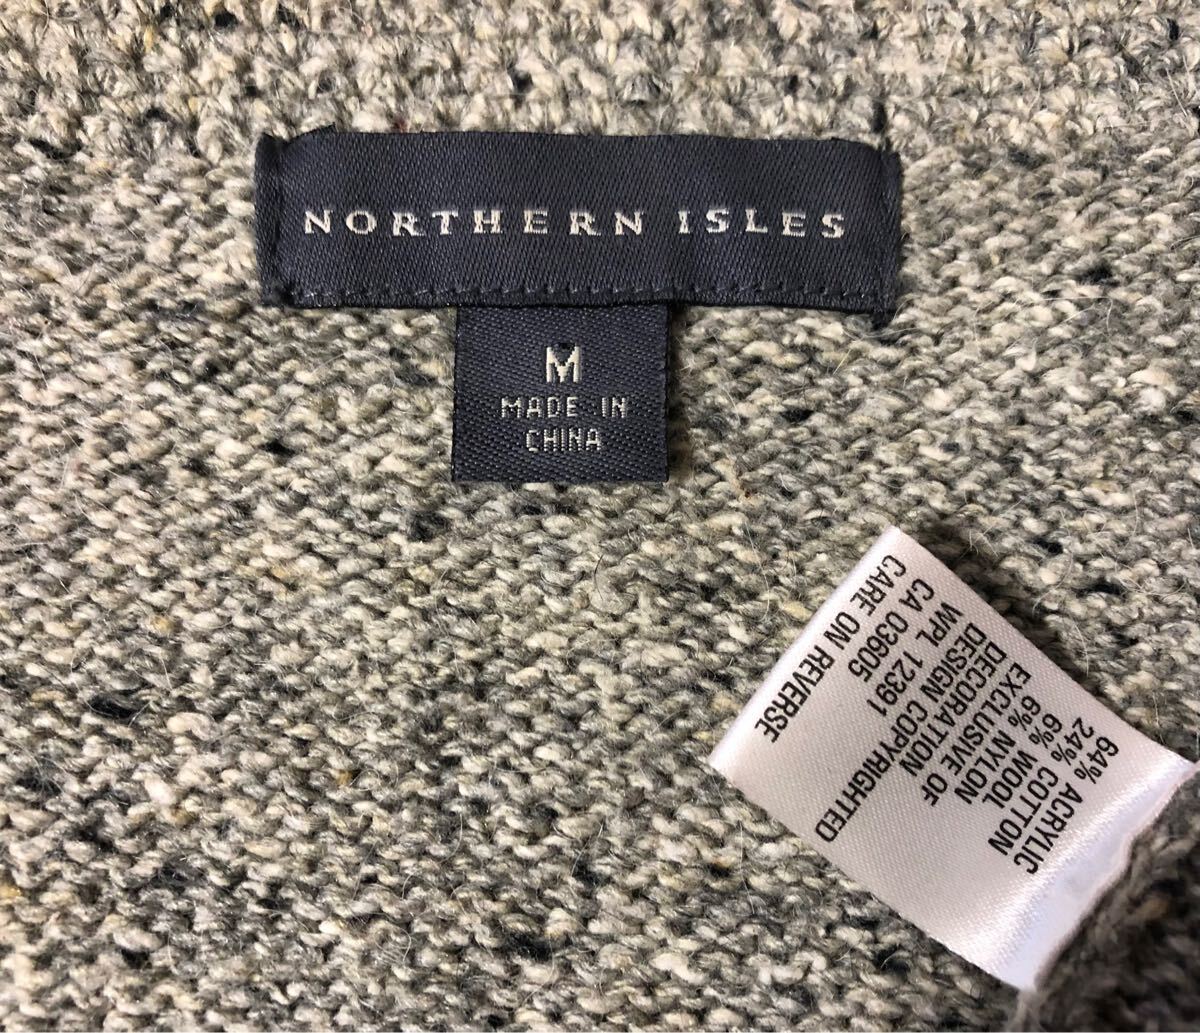 NORTHERN ISLES
M
MADE IN
CHINA
64% ACRYLIC
24% COTTON
6% WOOL
6% NYLON
EXCLUSIVE OF
DECORATION
DESIGN COPYRIGHTED
WPL 12391
CA 03605
CARE ON REVERSE